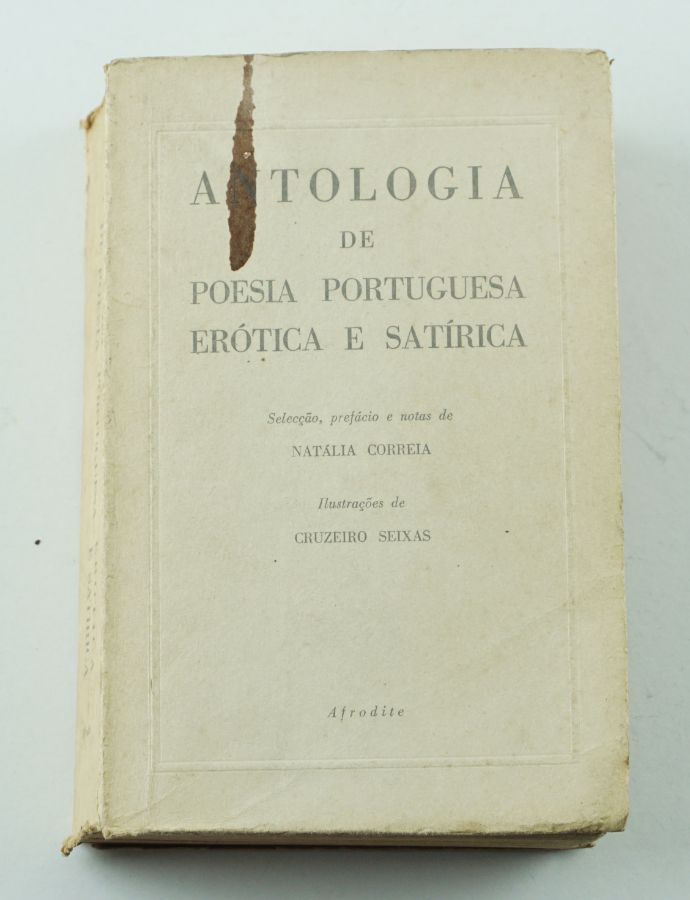 ANTOLOGIA
DE
POESIA PORTUGUESA
ERÓTICA E SATÍRICA
Selecção, prefácio e notas de
NATÁLIA CORREIA
Ilustrações de
CRUZEIRO SEIXAS
Afrodite